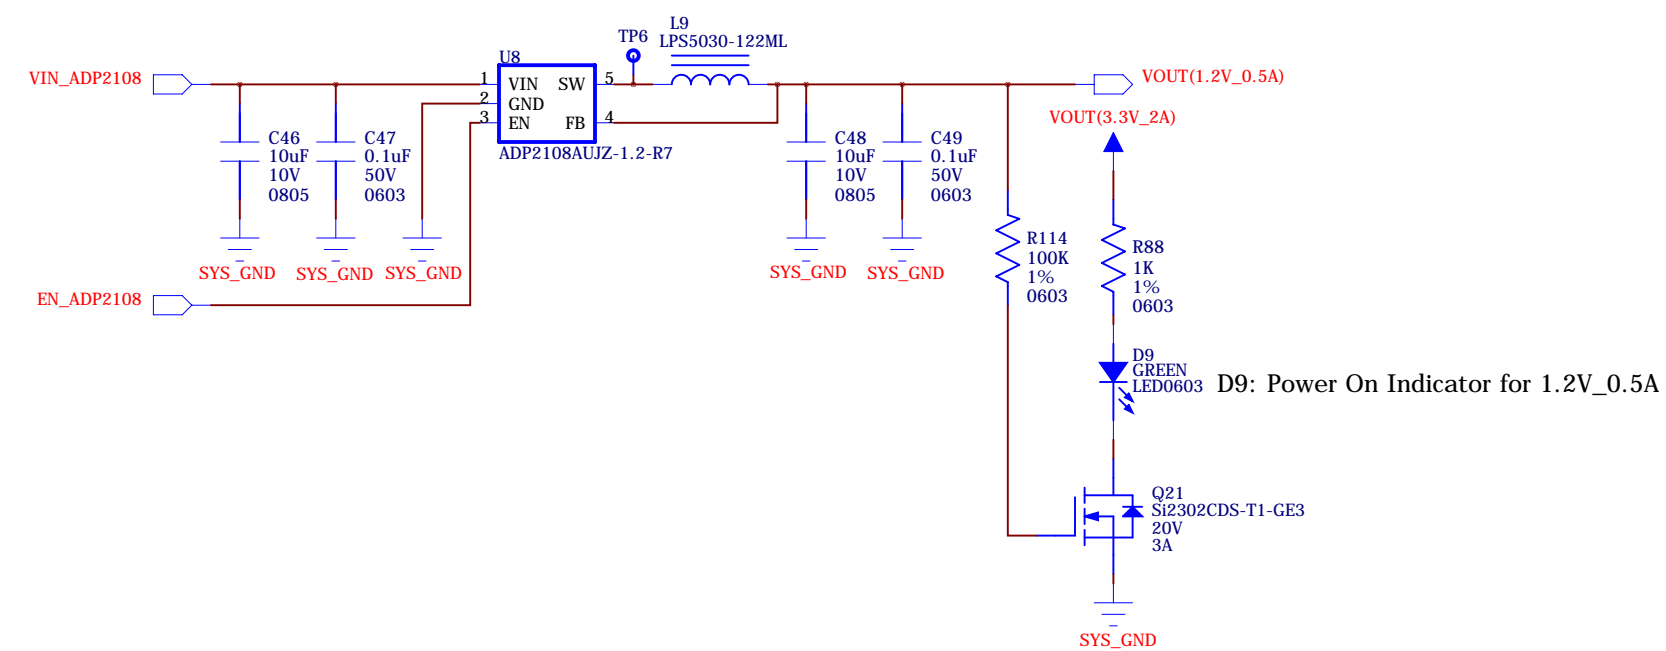 L9
TP6
LPS5030-122ML
U8
VIN_ADP2108
1
VIN
SW
5
VOUT(1.2V_0.5A)
2
GND
3
EN
FB
4
VOUT(3.3V_2A)
ADP2108AUJZ-1.2-R7
C46
10uF
10V
0805
C47
0.1uF
50V
0603
C48
10uF
10V
0805
C49
0.1uF
50V
0603
SYS_GND
SYS_GND
SYS_GND
SYS_GND
SYS_GND
R114
100K
1%
0603
R88
1K
1%
0603
EN_ADP2108
D9
GREEN
LED0603
D9: Power On Indicator for 1.2V_0.5A
Q21
Si2302CDS-T1-GE3
20V
3A
SYS_GND